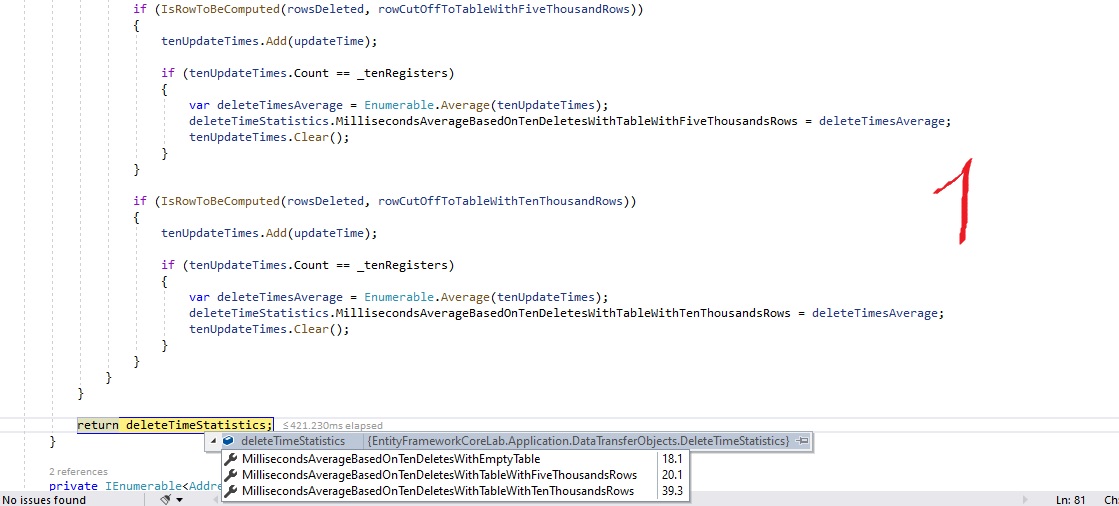 if (IsRowToBeComputed(rowsDeleted, rowCutOffToTableWithFiveThousandRows))
{
tenUpdateTimes.Add(updateTime);
if (tenUpdateTimes.Count == _tenRegisters)
{
var deleteTimesAverage = Enumerable.Average(tenUpdateTimes);
deleteTimeStatistics.MillisecondsAverageBasedOnTenDeletesWithTableWithFiveThousandsRows = deleteTimesAverage;
tenUpdateTimes.Clear();
}
}
1
if (IsRowToBeComputed(rowsDeleted, rowCutOffToTableWithTenThousandRows))
{
tenUpdateTimes.Add(updateTime);
if (tenUpdateTimes.Count == _tenRegisters)
{
var deleteTimesAverage = Enumerable.Average(tenUpdateTimes);
deleteTimeStatistics.MillisecondsAverageBasedOnTenDeletesWithTableWithTenThousandsRows = deleteTimesAverage;
tenUpdateTimes.Clear();
}
}
}
}
return deleteTimeStatistics; ≤421.230ms elapsed
}
deleteTimeStatistics {EntityFrameworkCoreLab.Application.DataTransferObjects.DeleteTimeStatistics}
MillisecondsAverageBasedOnTenDeletesWithEmptyTable 18.1
MillisecondsAverageBasedOnTenDeletesWithTableWithFiveThousandsRows 20.1
MillisecondsAverageBasedOnTenDeletesWithTableWithTenThousandsRows 39.3
2 references
private IEnumerable<Addre
No issues found
Ln: 81 Ch: